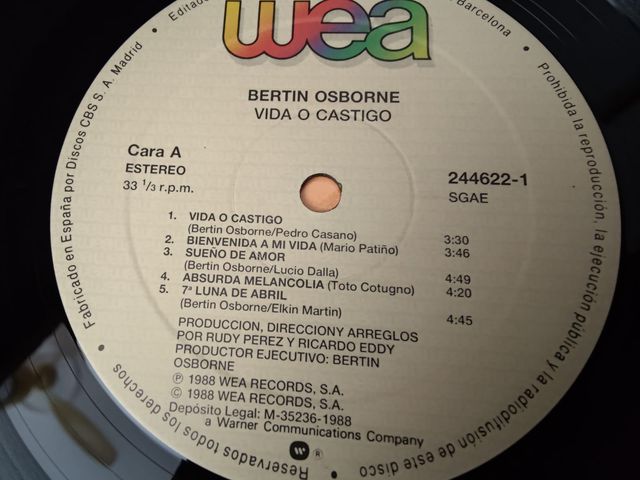 wea
BERTIN OSBORNE
VIDA O CASTIGO
Cara A
ESTEREO
33 1/3 r.p.m.
244622-1
SGAE
1. VIDA O CASTIGO
(Bertin Osborne/Pedro Casano) 3:30
2. BIENVENIDA A MI VIDA (Mario Patiño) 3:46
3. SUEÑO DE AMOR
(Bertin Osborne/Lucio Dalla) 4:49
4. ABSURDA MELANCOLIA (Toto Cotugno) 4:20
5. 7ª LUNA DE ABRIL
(Bertin Osborne/Elkin Martin) 4:45
PRODUCCION, DIRECCIONY ARREGLOS
POR RUDY PEREZ Y RICARDO EDDY
PRODUCTOR EJECUTIVO: BERTIN
OSBORNE
Ⓟ 1988 WEA RECORDS, S.A.
© 1988 WEA RECORDS, S.A.
Depósito Legal: M-35236-1988
a Warner Communications Company
®
Reservados todos los derechos • Fabricado en España por Discos CBS S. A. Madrid • Editado
Barcelona • Prohibida la reproducción, la ejecución pública y la radiodifusión de este disco •